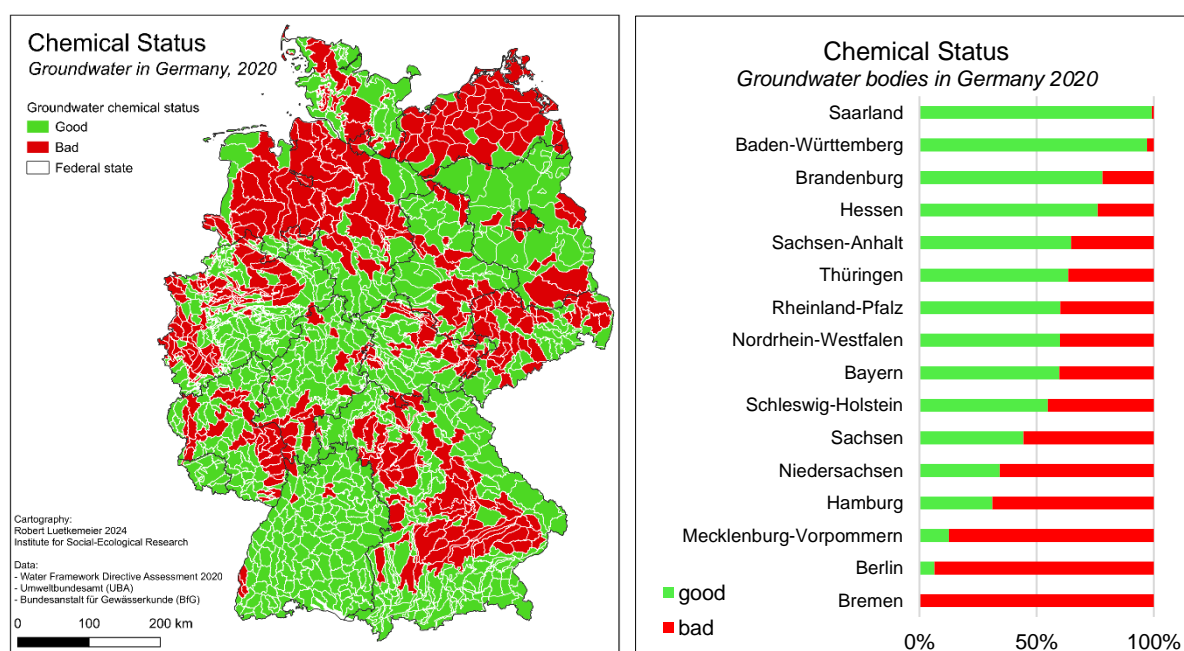 Chemical Status
Groundwater in Germany, 2020
Groundwater chemical status
Good
Bad
Federal state
Cartography:
Robert Luetkemeier 2024
Institute for Social-Ecological Research
Data:
- Water Framework Directive Assessment 2020
- Umweltbundesamt (UBA)
- Bundesanstalt für Gewässerkunde (BfG)
0 100 200 km
Chemical Status
Groundwater bodies in Germany 2020
Saarland
Baden-Württemberg
Brandenburg
Hessen
Sachsen-Anhalt
Thüringen
Rheinland-Pfalz
Nordrhein-Westfalen
Bayern
Schleswig-Holstein
Sachsen
Niedersachsen
Hamburg
Mecklenburg-Vorpommern
Berlin
Bremen
good
bad
0% 50% 100%